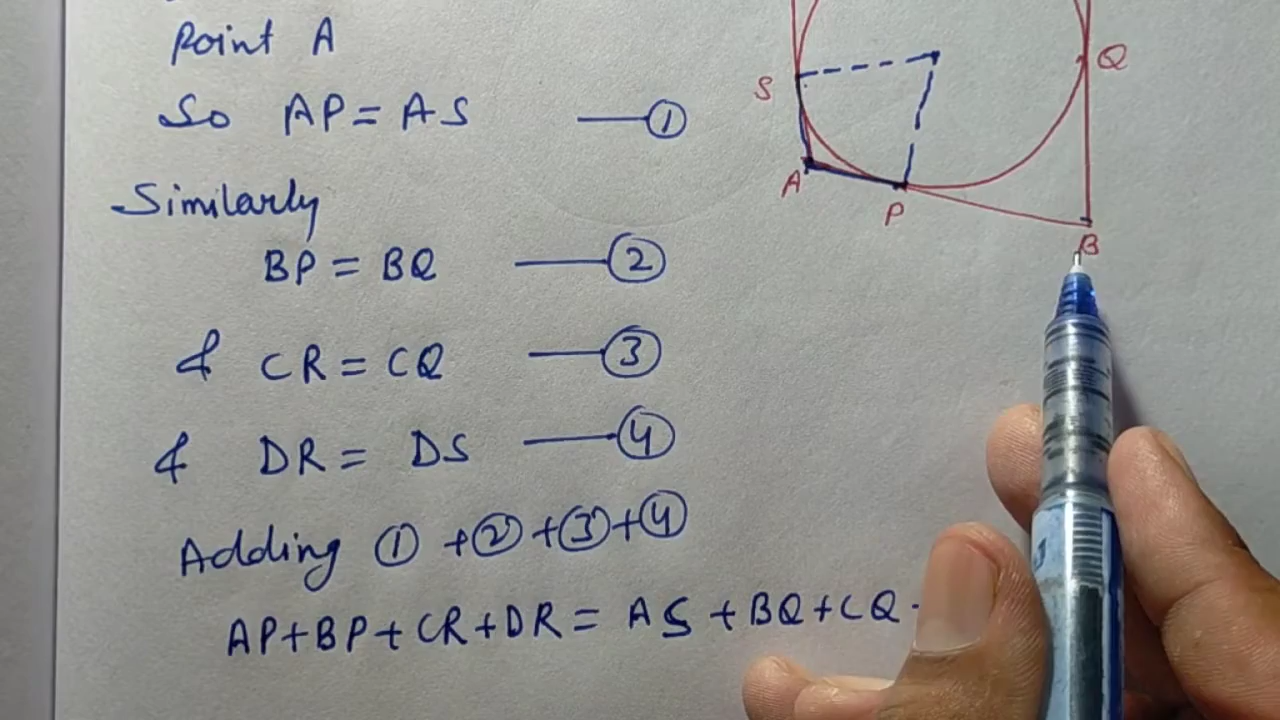 Point A
So AP = AS —①
Similarly
BP = BQ —②
& CR = CQ —③
& DR = DS —④
Adding ① + ② + ③ + ④
AP + BP + CR + DR = AS + BQ + CQ
S
Q
A
P
B